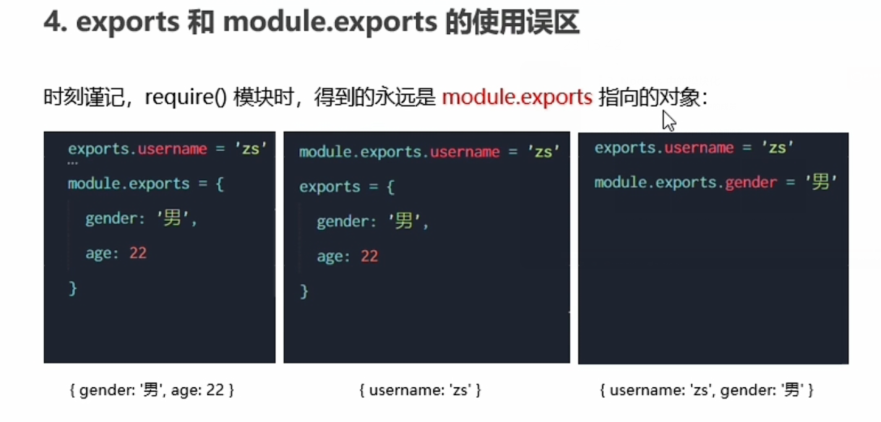 4. exports 和 module.exports 的使用误区
时刻谨记，require() 模块时，得到的永远是 module.exports 指向的对象：
exports.username = 'zs'
module.exports = {
gender: '男',
age: 22
}
{ gender: '男', age: 22 }
module.exports.username = 'zs'
exports = {
gender: '男',
age: 22
}
{ username: 'zs' }
exports.username = 'zs'
module.exports.gender = '男'
{ username: 'zs', gender: '男' }